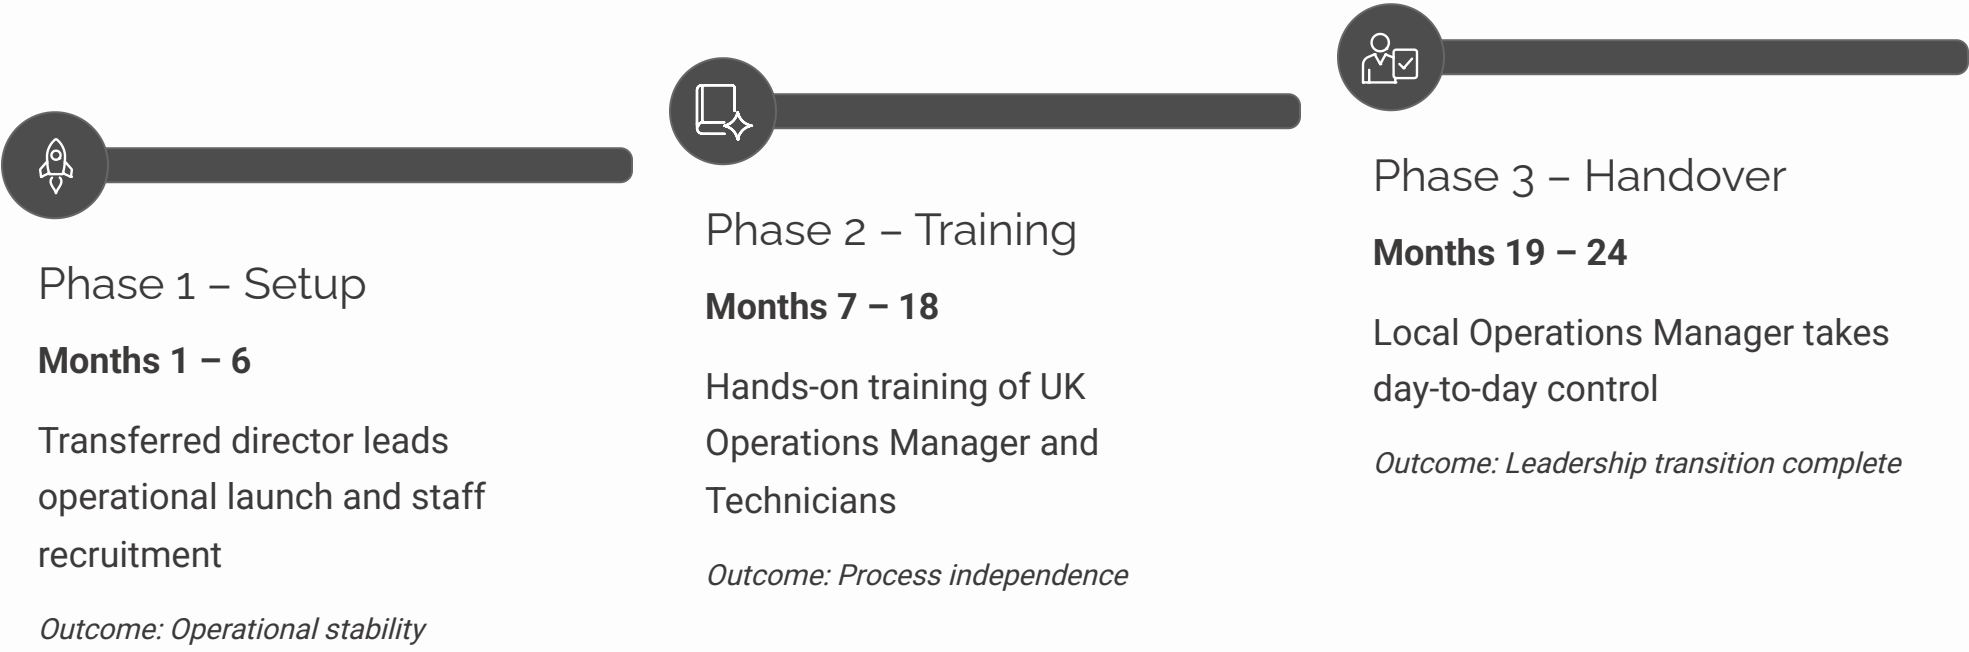 Phase 1 – Setup
Months 1 – 6
Transferred director leads
operational launch and staff
recruitment
Outcome: Operational stability
Phase 2 – Training
Months 7 – 18
Hands-on training of UK
Operations Manager and
Technicians
Outcome: Process independence
Phase 3 – Handover
Months 19 – 24
Local Operations Manager takes
day-to-day control
Outcome: Leadership transition complete